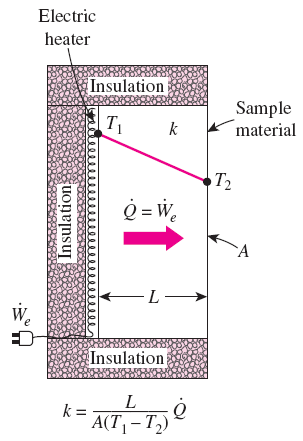 Electric
heater
Insulation
Sample
material
T₁
k
T₂
Insulation
Q̇ = Ẇₑ
A
L
Ẇₑ
Insulation
k = L / A(T₁ − T₂) Q̇